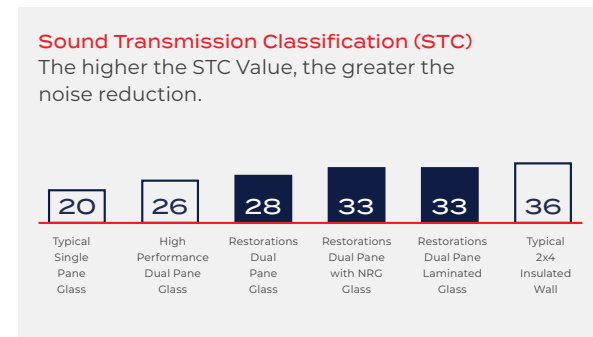 Sound Transmission Classification (STC)
The higher the STC Value, the greater the
noise reduction.
20
26
28
33
33
36
Typical
Single
Pane
Glass
High
Performance
Dual Pane
Glass
Restorations
Dual
Pane
Glass
Restorations
Dual Pane
with NRG
Glass
Restorations
Dual Pane
Laminated
Glass
Typical
2x4
Insulated
Wall